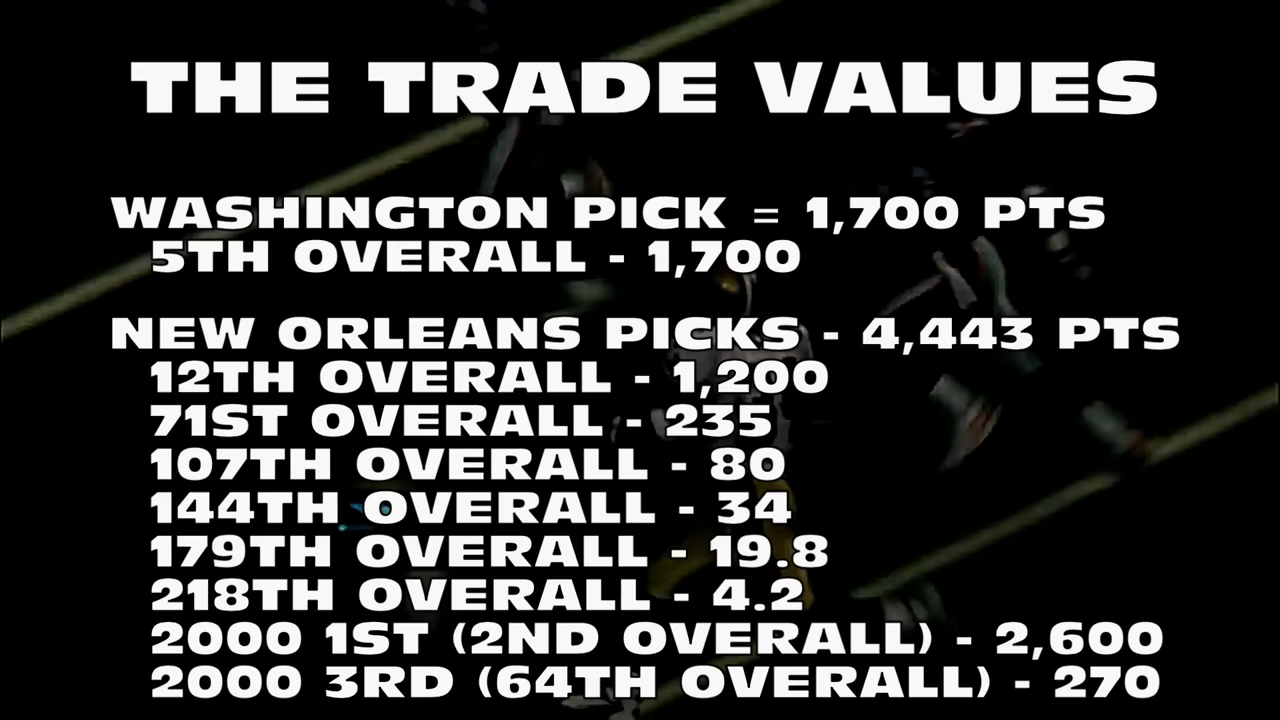 THE TRADE VALUES
WASHINGTON PICK = 1,700 PTS
5TH OVERALL - 1,700
NEW ORLEANS PICKS - 4,443 PTS
12TH OVERALL - 1,200
71ST OVERALL - 235
107TH OVERALL - 80
144TH OVERALL - 34
179TH OVERALL - 19.8
218TH OVERALL - 4.2
2000 1ST (2ND OVERALL) - 2,600
2000 3RD (64TH OVERALL) - 270